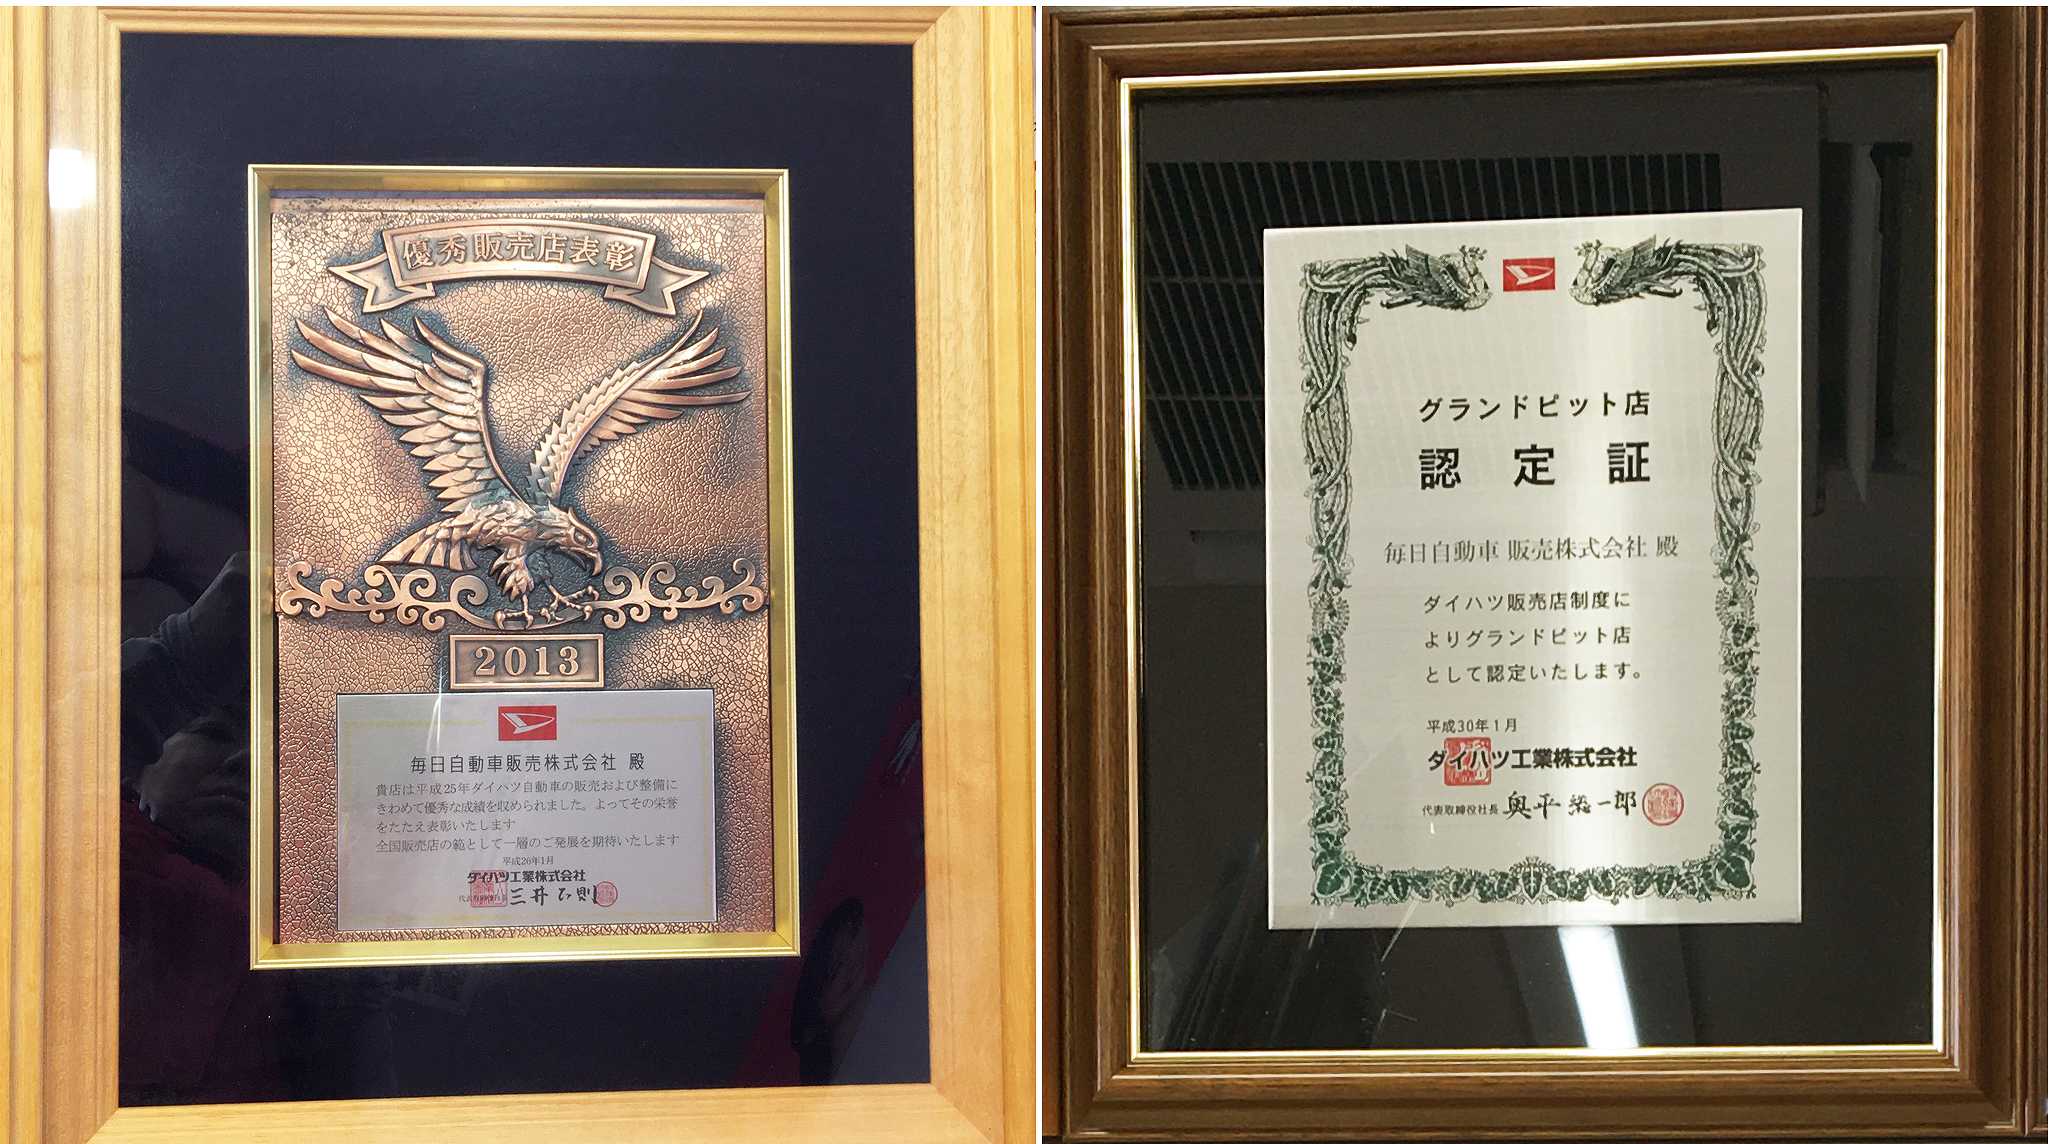 優秀販売店表彰
2013
毎日自動車販売株式会社 殿
貴店は平成25年ダイハツ自動車の販売および整備に
きわめて優秀な成績を収められました。よってその栄誉
をたたえ表彰いたします
全国販売店の範として一層のご発展を期待いたします
平成26年1月
ダイハツ工業株式会社
三井正則
グランドピット店
認定証
毎日自動車 販売株式会社 殿
ダイハツ販売店制度に
よりグランドピット店
として認定いたします。
平成30年1月
ダイハツ工業株式会社
代表取締役社長 奥平総一郎